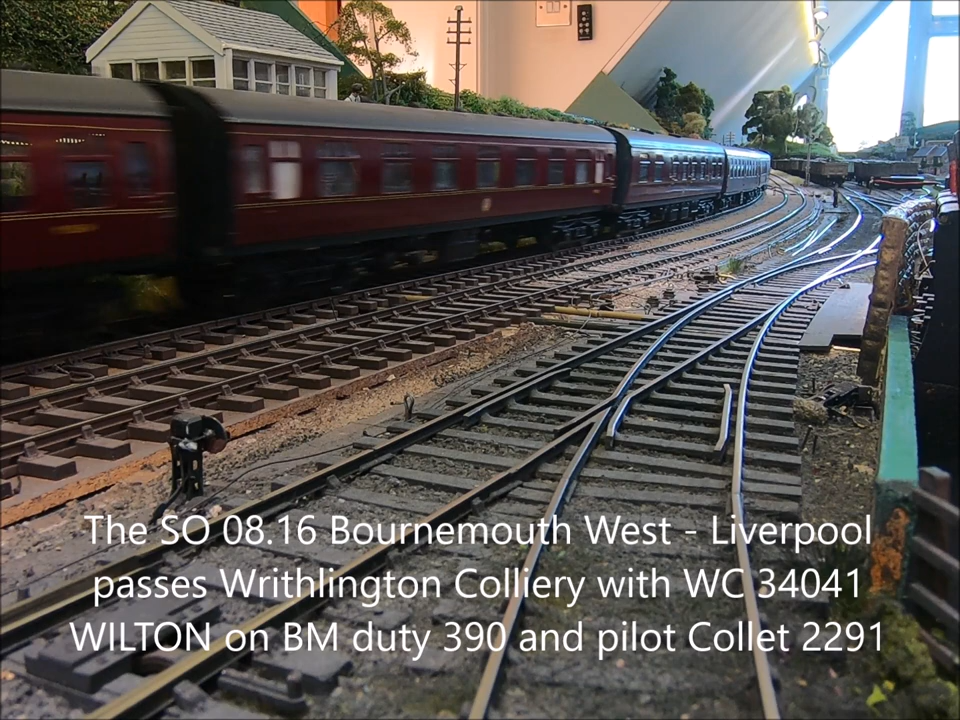 The SO 08.16 Bournemouth West - Liverpool
passes Writhlington Colliery with WC 34041
WILTON on BM duty 390 and pilot Collet 2291